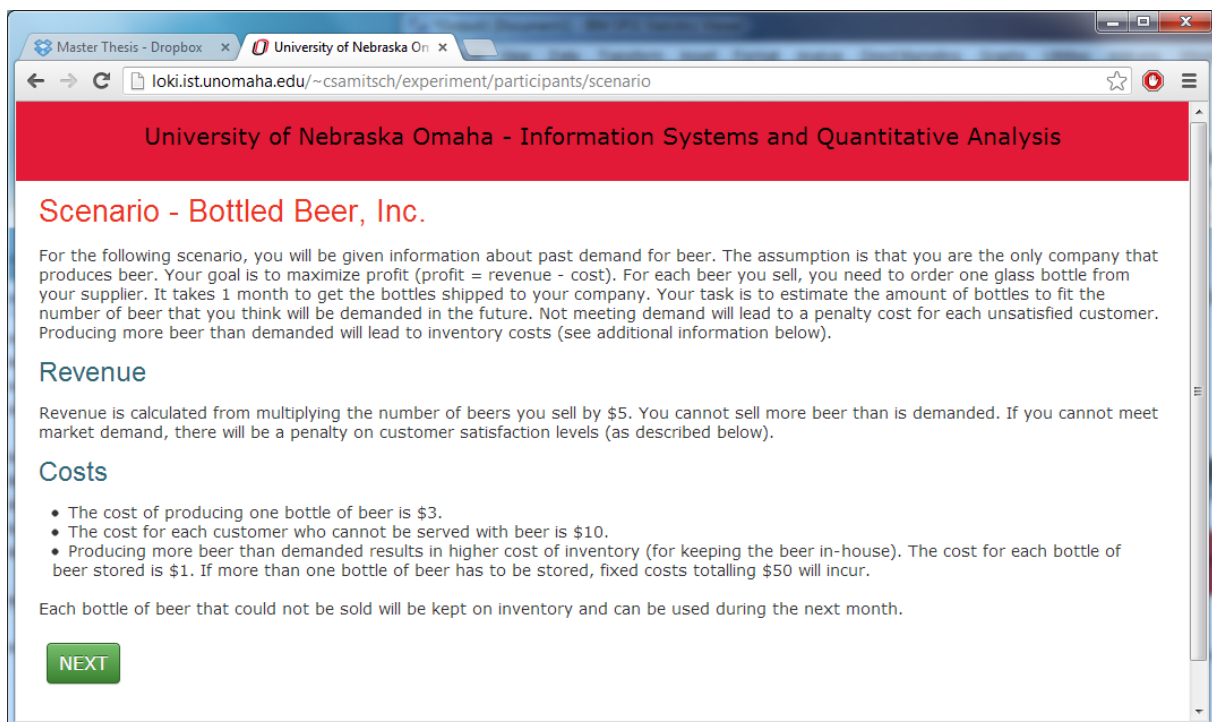 Master Thesis - Dropbox
University of Nebraska On
loki.ist.unomaha.edu/~csamitsch/experiment/participants/scenario
University of Nebraska Omaha - Information Systems and Quantitative Analysis
Scenario - Bottled Beer, Inc.
For the following scenario, you will be given information about past demand for beer. The assumption is that you are the only company that
produces beer. Your goal is to maximize profit (profit = revenue - cost). For each beer you sell, you need to order one glass bottle from
your supplier. It takes 1 month to get the bottles shipped to your company. Your task is to estimate the amount of bottles to fit the
number of beer that you think will be demanded in the future. Not meeting demand will lead to a penalty cost for each unsatisfied customer.
Producing more beer than demanded will lead to inventory costs (see additional information below).
Revenue
Revenue is calculated from multiplying the number of beers you sell by $5. You cannot sell more beer than is demanded. If you cannot meet
market demand, there will be a penalty on customer satisfaction levels (as described below).
Costs
• The cost of producing one bottle of beer is $3.
• The cost for each customer who cannot be served with beer is $10.
• Producing more beer than demanded results in higher cost of inventory (for keeping the beer in-house). The cost for each bottle of
beer stored is $1. If more than one bottle of beer has to be stored, fixed costs totalling $50 will incur.
Each bottle of beer that could not be sold will be kept on inventory and can be used during the next month.
NEXT